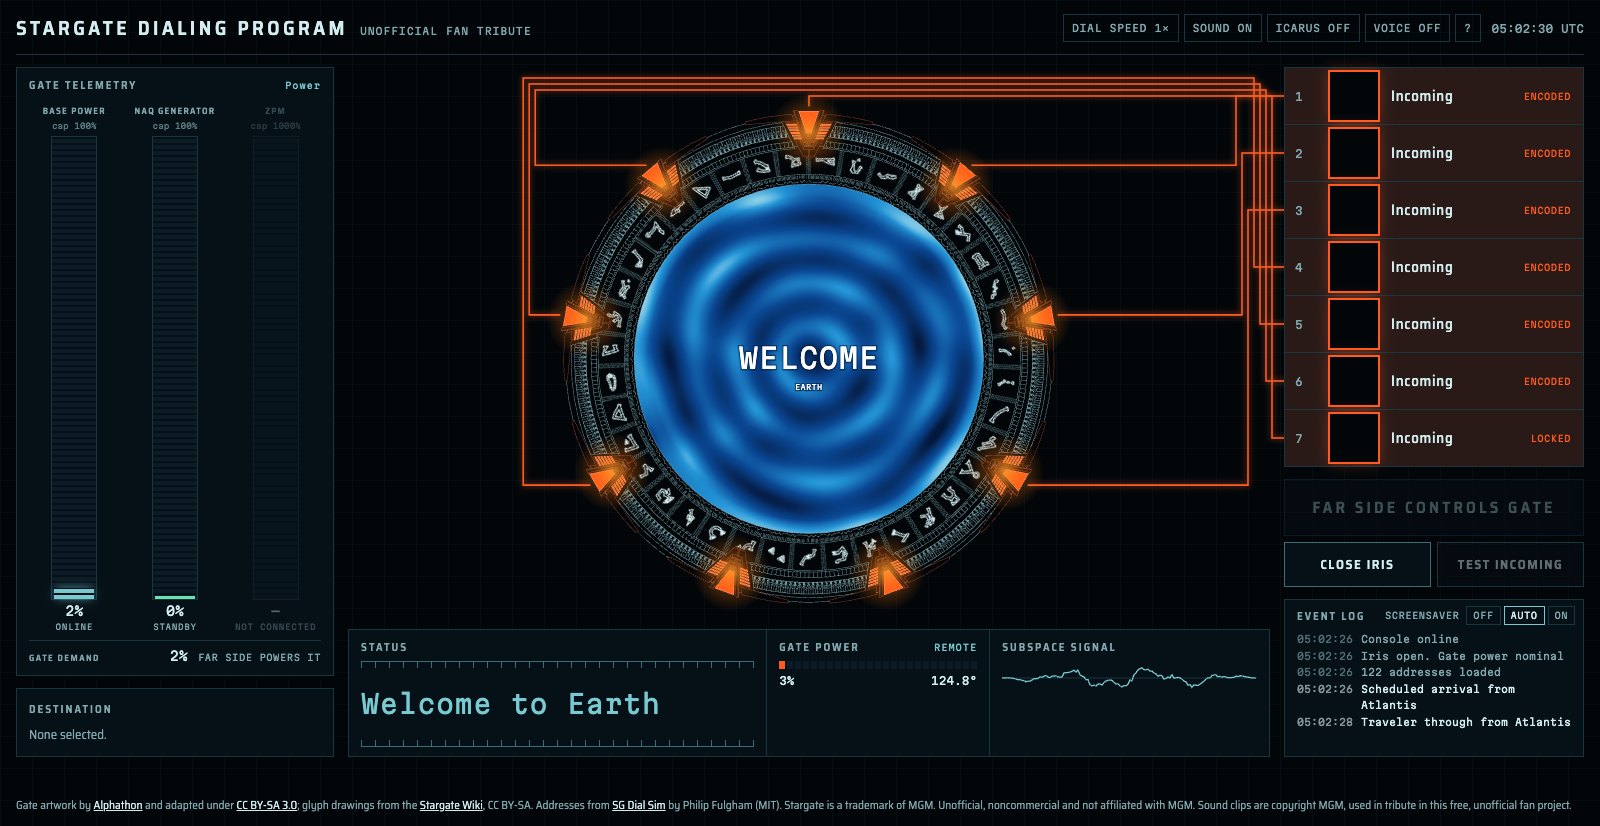 STARGATE DIALING PROGRAM UNOFFICIAL FAN TRIBUTE
DIAL SPEED 1×
SOUND ON
ICARUS OFF
VOICE OFF
?
05:02:30 UTC
GATE TELEMETRY
Power
BASE POWER
cap 100%
2%
ONLINE
NAQ GENERATOR
cap 100%
0%
STANDBY
ZPM
cap 1000%
—
NOT CONNECTED
GATE DEMAND
2% FAR SIDE POWERS IT
DESTINATION
None selected.
WELCOME
EARTH
STATUS
Welcome to Earth
GATE POWER
REMOTE
3%
124.8°
SUBSPACE SIGNAL
1 Incoming ENCODED
2 Incoming ENCODED
3 Incoming ENCODED
4 Incoming ENCODED
5 Incoming ENCODED
6 Incoming ENCODED
7 Incoming LOCKED
FAR SIDE CONTROLS GATE
CLOSE IRIS
TEST INCOMING
EVENT LOG
SCREENSAVER OFF AUTO ON
05:02:26 Console online
05:02:26 Iris open. Gate power nominal
05:02:26 122 addresses loaded
05:02:26 Scheduled arrival from
Atlantis
05:02:28 Traveler through from Atlantis
Gate artwork by Alphathon and adapted under CC BY-SA 3.0; glyph drawings from the Stargate Wiki, CC BY-SA. Addresses from SG Dial Sim by Philip Fulgham (MIT). Stargate is a trademark of MGM. Unofficial, noncommercial and not affiliated with MGM. Sound clips are copyright MGM, used in tribute in this free, unofficial fan project.